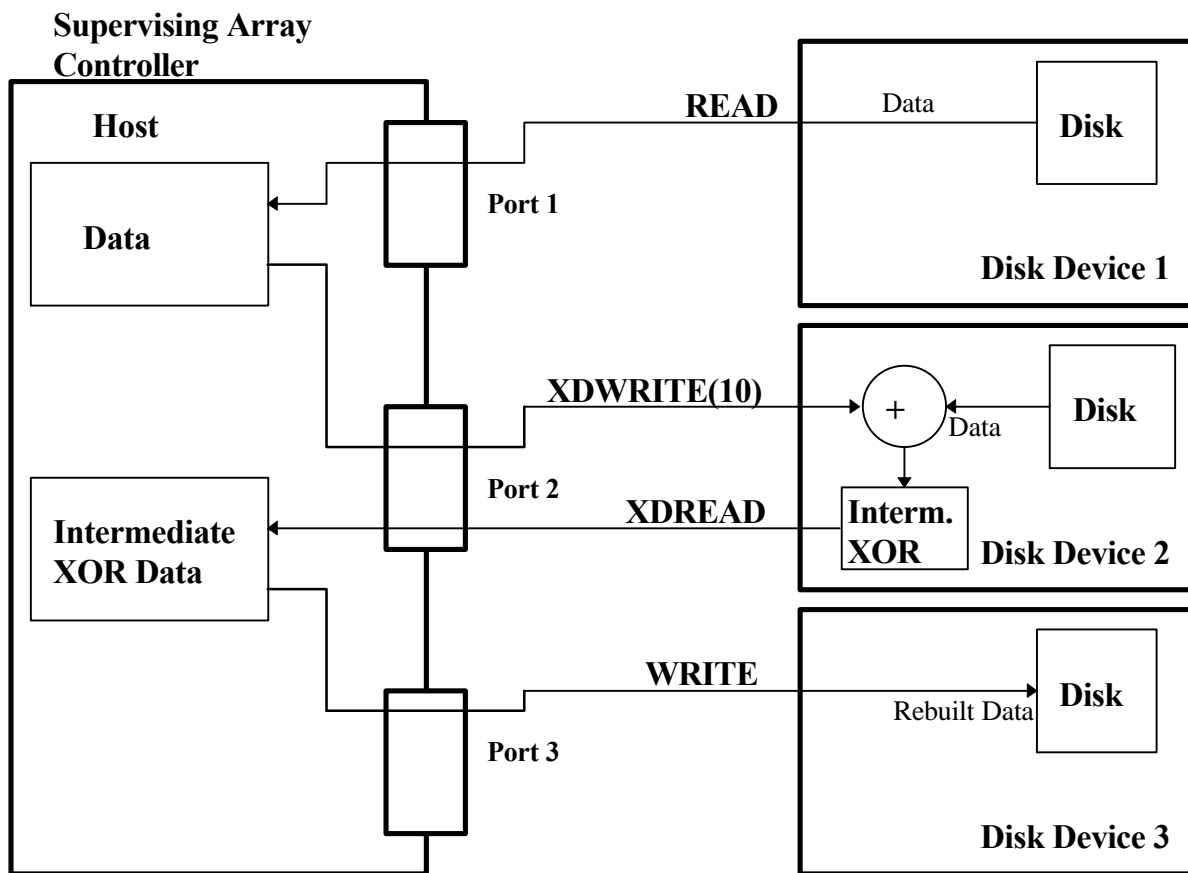 Supervising Array
Controller
Host
READ
Data
Disk
Data
Port 1
Disk Device 1
XDWRITE(10)
+
Data
Disk
Port 2
XDREAD
Intermediate
XOR Data
Interm.
XOR
Disk Device 2
WRITE
Rebuilt Data
Disk
Port 3
Disk Device 3